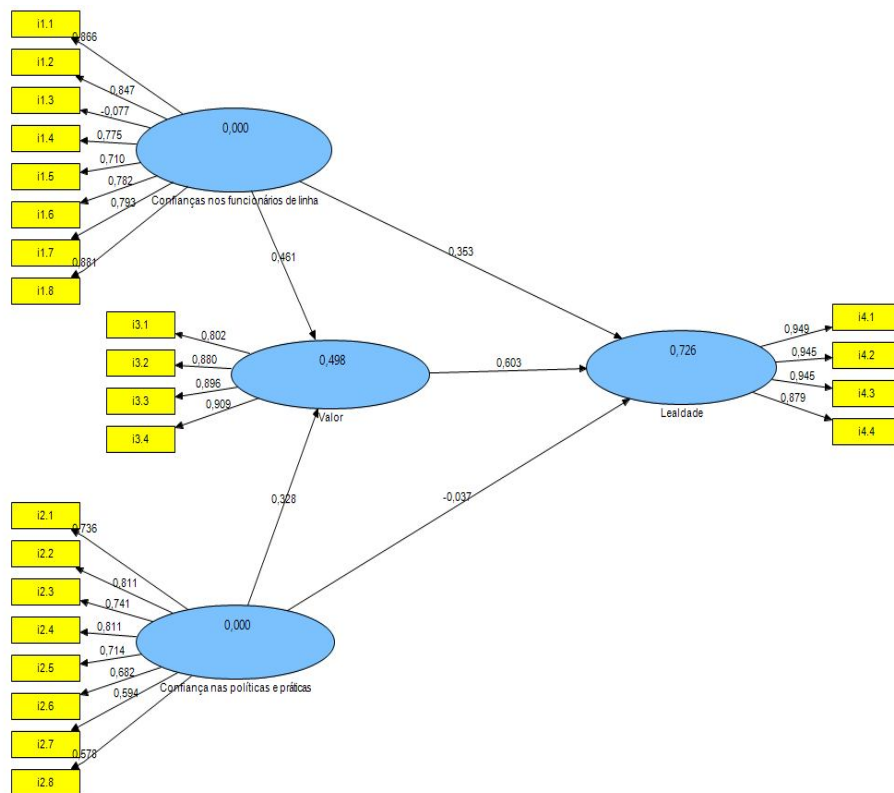 i1.1
0,866
i1.2
0,847
i1.3
-0,077
i1.4
0,775
i1.5
0,710
i1.6
0,782
i1.7
0,793
i1.8
0,881
0,000
Confianças nos funcionários de linha
0,461
0,353
i3.1
0,802
i3.2
0,880
i3.3
0,896
i3.4
0,909
0,498
Valor
0,603
0,726
Lealdade
0,949
i4.1
0,945
i4.2
0,945
i4.3
0,879
i4.4
0,328
-0,037
i2.1
0,736
i2.2
0,811
i2.3
0,741
i2.4
0,811
i2.5
0,714
i2.6
0,682
i2.7
0,594
i2.8
0,578
0,000
Confiança nas políticas e práticas